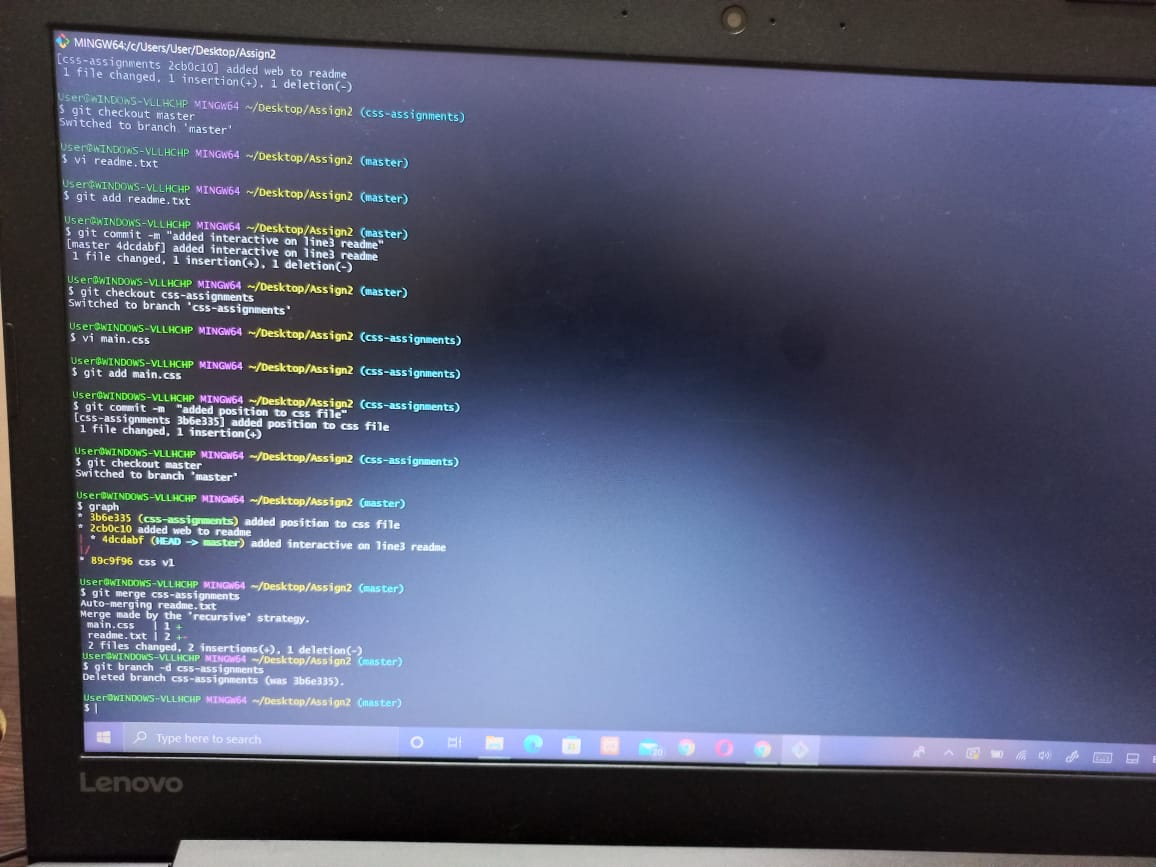 MINGW64:/c/Users/User/Desktop/Assign2
[css-assignments 2cb0c10] added web to readme
 1 file changed, 1 insertion(+), 1 deletion(-)
User@WINDOWS-VLLHCHP MINGW64 ~/Desktop/Assign2 (css-assignments)
$ git checkout master
Switched to branch 'master'
User@WINDOWS-VLLHCHP MINGW64 ~/Desktop/Assign2 (master)
$ vi readme.txt
User@WINDOWS-VLLHCHP MINGW64 ~/Desktop/Assign2 (master)
$ git add readme.txt
User@WINDOWS-VLLHCHP MINGW64 ~/Desktop/Assign2 (master)
$ git commit -m "added interactive on line3 readme"
[master 4dcdabf] added interactive on line3 readme
 1 file changed, 1 insertion(+), 1 deletion(-)
User@WINDOWS-VLLHCHP MINGW64 ~/Desktop/Assign2 (master)
$ git checkout css-assignments
Switched to branch 'css-assignments'
User@WINDOWS-VLLHCHP MINGW64 ~/Desktop/Assign2 (css-assignments)
$ vi main.css
User@WINDOWS-VLLHCHP MINGW64 ~/Desktop/Assign2 (css-assignments)
$ git add main.css
User@WINDOWS-VLLHCHP MINGW64 ~/Desktop/Assign2 (css-assignments)
$ git commit -m  "added position to css file"
[css-assignments 3b6e335] added position to css file
 1 file changed, 1 insertion(+)
User@WINDOWS-VLLHCHP MINGW64 ~/Desktop/Assign2 (css-assignments)
$ git checkout master
Switched to branch 'master'
User@WINDOWS-VLLHCHP MINGW64 ~/Desktop/Assign2 (master)
$ graph
* 3b6e335 (css-assignments) added position to css file
* 2cb0c10 added web to readme
| * 4dcdabf (HEAD -> master) added interactive on line3 readme
|/
* 89c9f96 css v1
User@WINDOWS-VLLHCHP MINGW64 ~/Desktop/Assign2 (master)
$ git merge css-assignments
Auto-merging readme.txt
Merge made by the 'recursive' strategy.
 main.css   | 1 +
 readme.txt | 2 +-
 2 files changed, 2 insertions(+), 1 deletion(-)
User@WINDOWS-VLLHCHP MINGW64 ~/Desktop/Assign2 (master)
$ git branch -d css-assignments
Deleted branch css-assignments (was 3b6e335).
User@WINDOWS-VLLHCHP MINGW64 ~/Desktop/Assign2 (master)
$
Type here to search
20
Lenovo